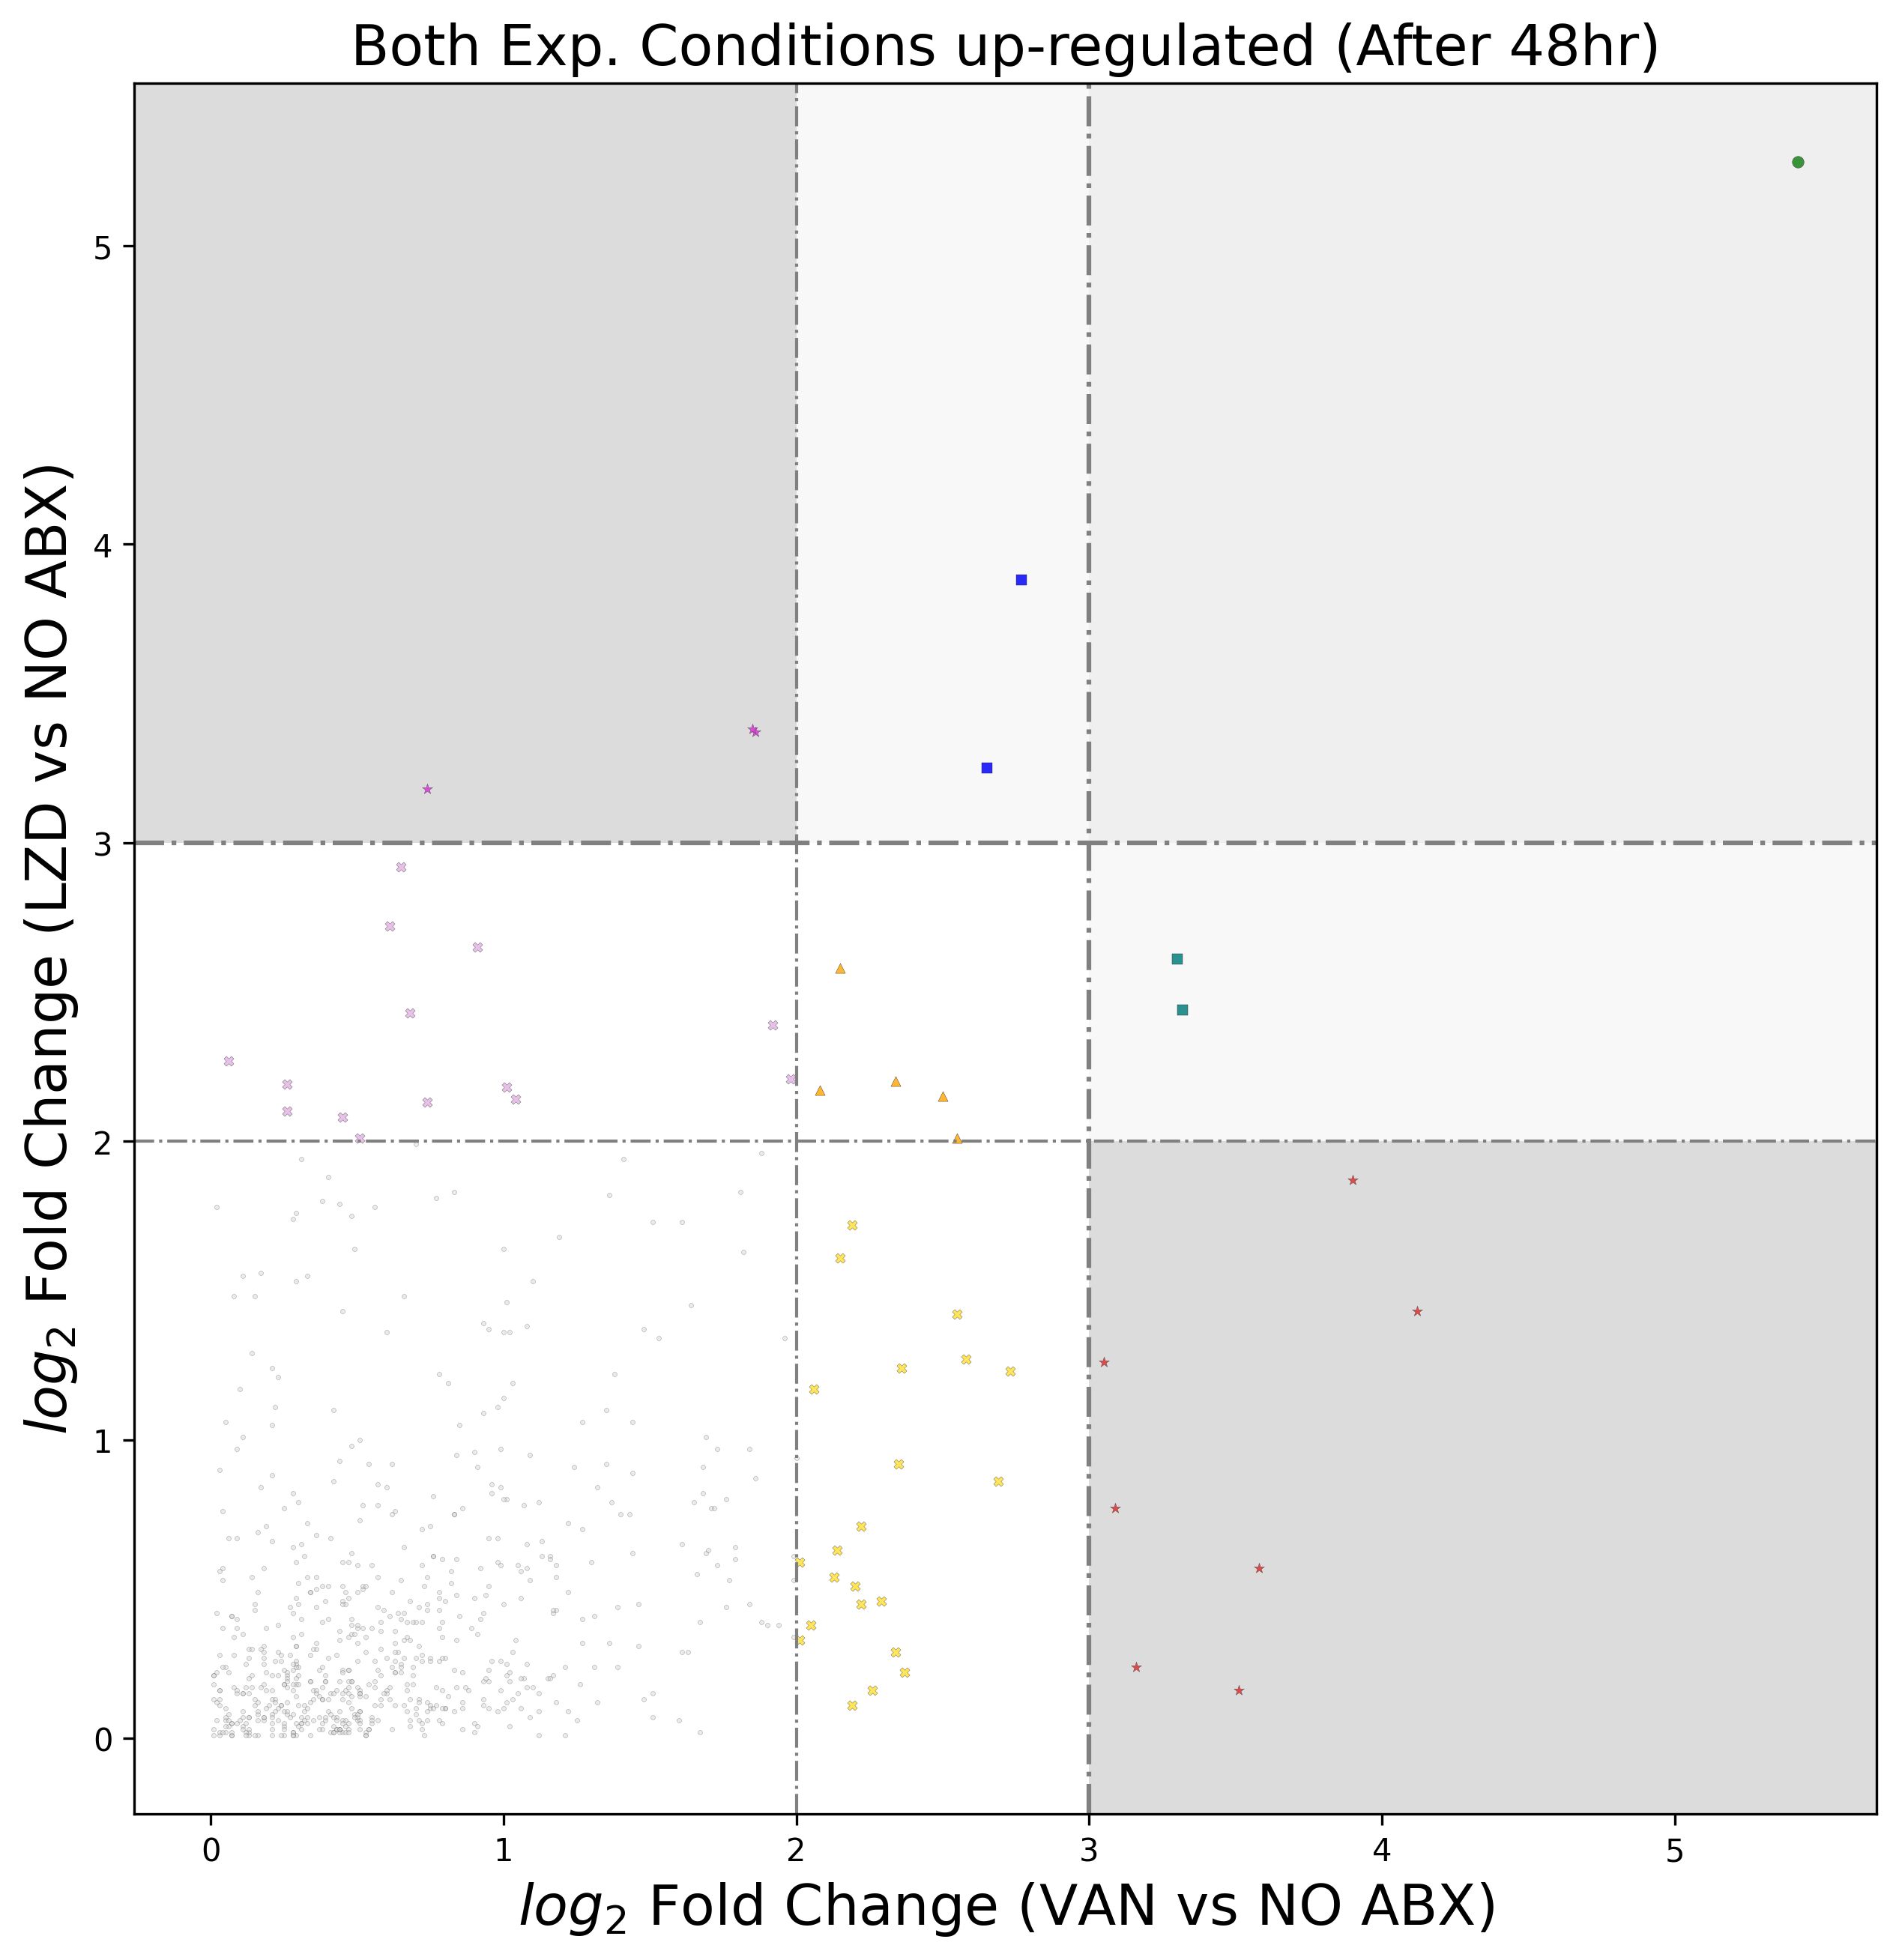 Both Exp. Conditions up-regulated (After 48hr)
log2 Fold Change (LZD vs NO ABX)
5
4
3
2
1
0
0 1 2 3 4 5
log2 Fold Change (VAN vs NO ABX)